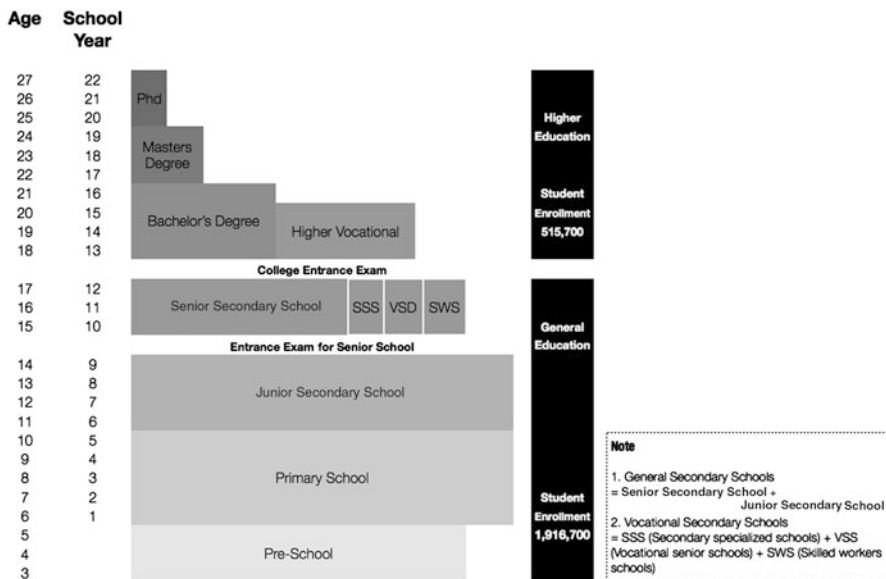 Age School
Year
27 22
26 21
25 20
24 19
23 18
22 17
21 16
20 15
19 14
18 13
Phd
Masters
Degree
Bachelor's Degree
Higher Vocational
Higher
Education
Student
Enrollment
515,700
College Entrance Exam
17 12
16 11
15 10
Senior Secondary School SSS VSD SWS
Entrance Exam for Senior School
14 9
13 8
12 7
11 6
10 5
9 4
8 3
7 2
6 1
5
4
3
Junior Secondary School
Primary School
Pre-School
General
Education
Student
Enrollment
1,916,700
Note
1. General Secondary Schools
= Senior Secondary School +
Junior Secondary School
2. Vocational Secondary Schools
= SSS (Secondary specialized schools) + VSS
(Vocational senior schools) + SWS (Skilled workers
schools)